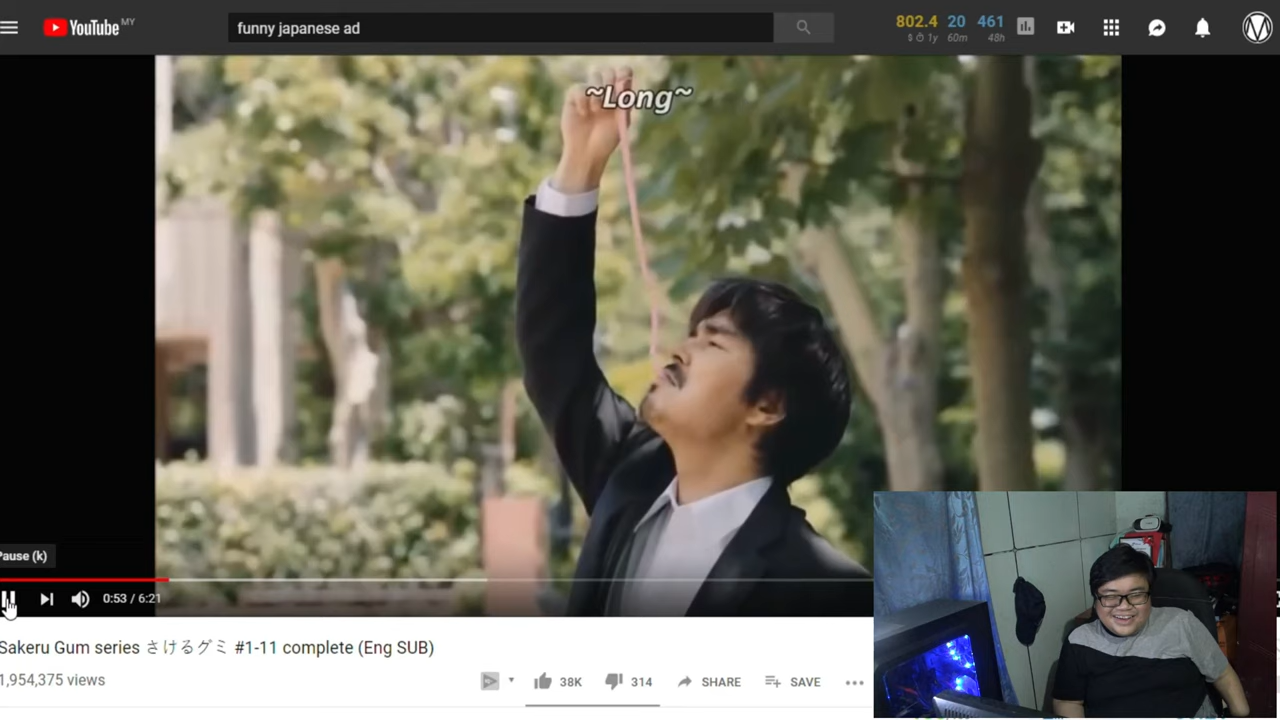 YouTube MY
funny japanese ad
802.4 20 461
1y 60m 48h
~Long~
Pause (k)
0:53 / 6:21
Sakeru Gum series さけるグミ #1-11 complete (Eng SUB)
1,954,375 views
38K 314 SHARE SAVE